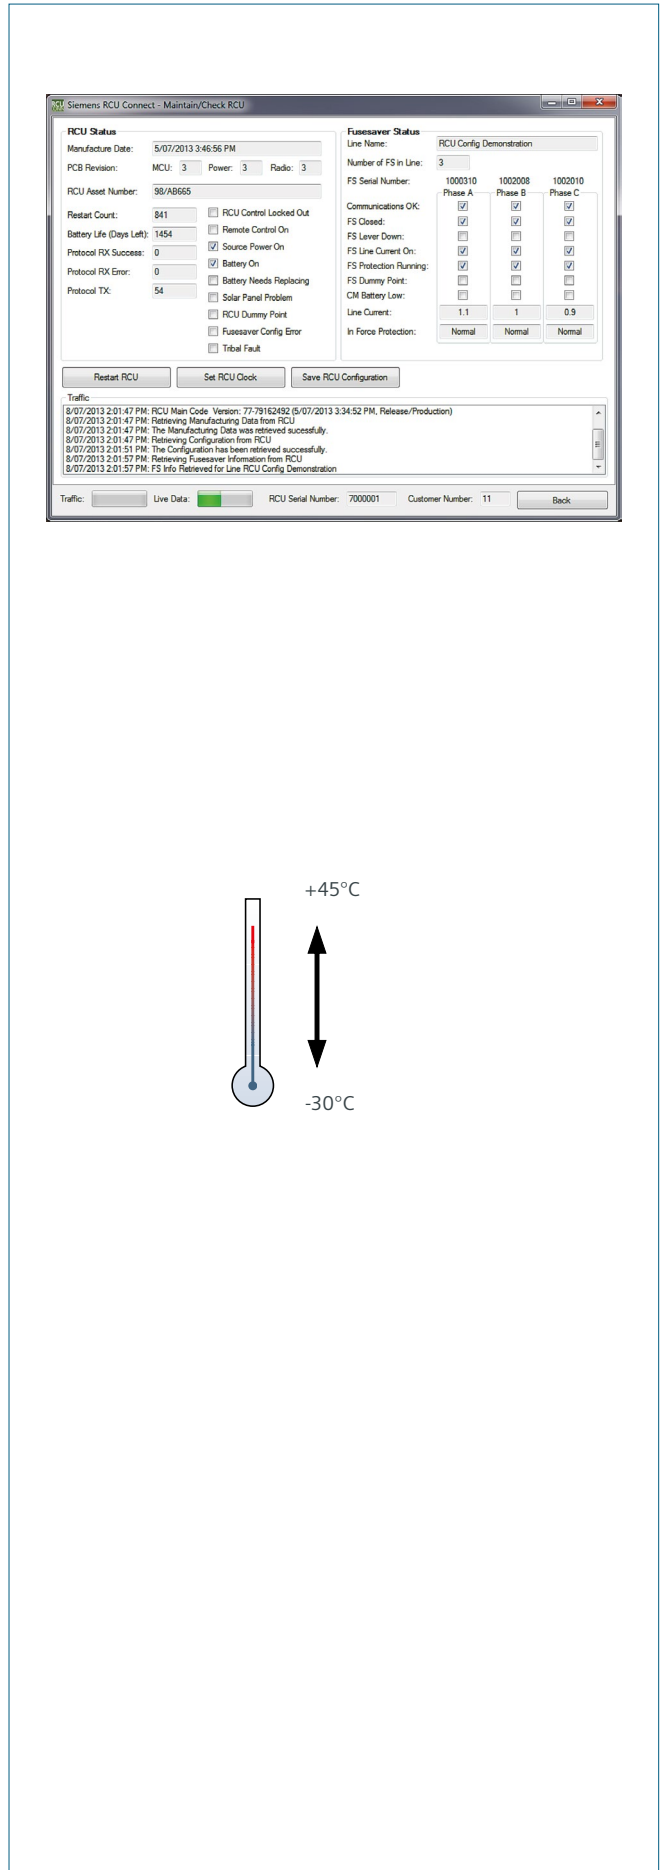 Siemens RCU Connect - Maintain/Check RCU
RCU Status
Manufacture Date: 5/07/2013 3:46:56 PM
PCB Revision: MCU: 3 Power: 3 Radio: 3
RCU Asset Number: 98/AB665
Restart Count: 841
Battery Life (Days Left): 1454
Protocol RX Success: 0
Protocol RX Error: 0
Protocol TX: 54
RCU Control Locked Out
Remote Control On
Source Power On
Battery On
Battery Needs Replacing
Solar Panel Problem
RCU Dummy Point
Fusesaver Config Error
Tribal Fault
Fusesaver Status
Line Name: RCU Config Demonstration
Number of FS in Line: 3
FS Serial Number: 1000310 1002008 1002010
Phase A Phase B Phase C
Communications OK:
FS Closed:
FS Lever Down:
FS Line Current On:
FS Protection Running:
FS Dummy Point:
CM Battery Low:
Line Current: 1.1 1 0.9
In Force Protection: Normal Normal Normal
Restart RCU Set RCU Clock Save RCU Configuration
Traffic
8/07/2013 2:01:47 PM: RCU Main Code Version: 77-79162492 (5/07/2013 3:34:52 PM, Release/Production)
8/07/2013 2:01:47 PM: Retrieving Manufacturing Data from RCU
8/07/2013 2:01:47 PM: The Manufacturing Data was retrieved sucessfully.
8/07/2013 2:01:47 PM: Retrieving Configuration from RCU
8/07/2013 2:01:51 PM: The Configuration has been retrieved successfully.
8/07/2013 2:01:57 PM: Retrieving Fusesaver Information from RCU
8/07/2013 2:01:57 PM: FS Info Retrieved for Line RCU Config Demonstration
Traffic: Live Data: RCU Serial Number: 7000001 Customer Number: 11 Back
+45°C
-30°C